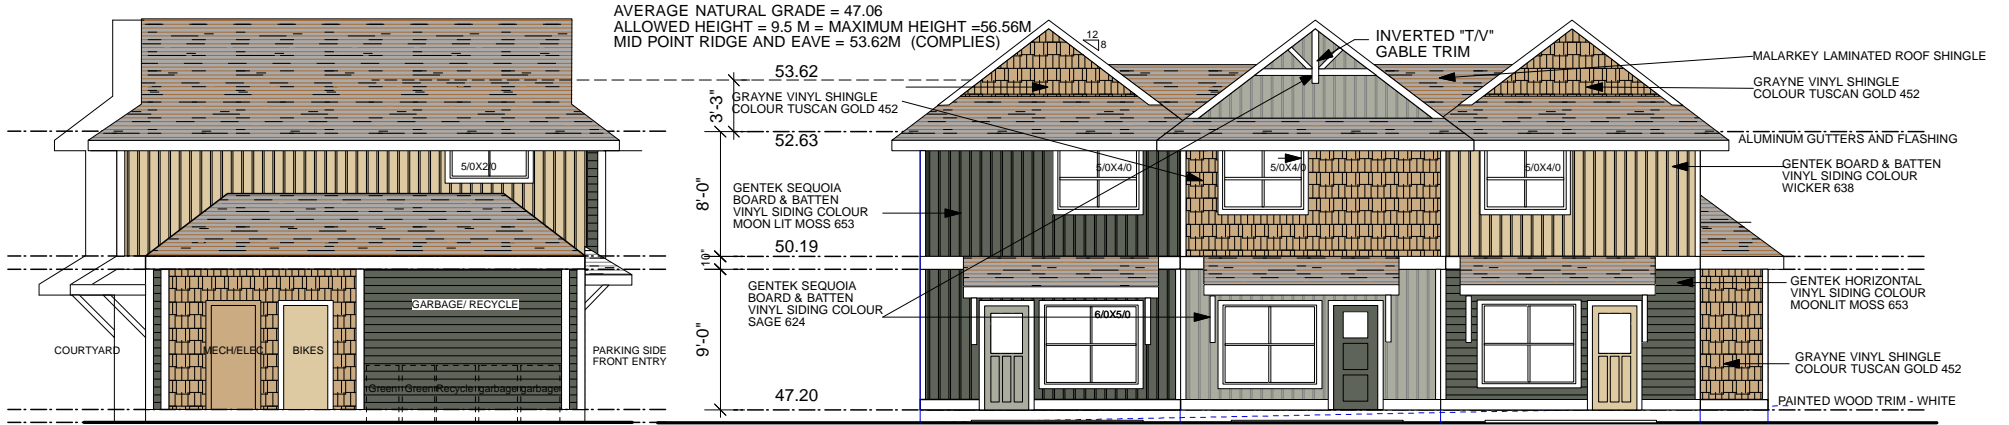 AVERAGE NATURAL GRADE = 47.06
ALLOWED HEIGHT = 9.5 M = MAXIMUM HEIGHT =56.56M
MID POINT RIDGE AND EAVE = 53.62M (COMPLIES)
12
8
INVERTED "T/V"
GABLE TRIM
MALARKEY LAMINATED ROOF SHINGLE
GRAYNE VINYL SHINGLE
COLOUR TUSCAN GOLD 452
53.62
3'-3"
GRAYNE VINYL SHINGLE
COLOUR TUSCAN GOLD 452
52.63
ALUMINUM GUTTERS AND FLASHING
5/0X2/0
5/0X4/0
5/0X4/0
5/0X4/0
GENTEK BOARD & BATTEN
VINYL SIDING COLOUR
WICKER 638
8'-0"
GENTEK SEQUOIA
BOARD & BATTEN
VINYL SIDING COLOUR
MOON LIT MOSS 653
50.19
10"
GENTEK SEQUOIA
BOARD & BATTEN
VINYL SIDING COLOUR
SAGE 624
GENTEK HORIZONTAL
VINYL SIDING COLOUR
MOONLIT MOSS 653
GARBAGE/ RECYCLE
6/0X5/0
9'-0"
COURTYARD
MECH/ELEC
BIKES
PARKING SIDE
FRONT ENTRY
GRAYNE VINYL SHINGLE
COLOUR TUSCAN GOLD 452
Green
Green
Recycle
garbage
garbage
47.20
PAINTED WOOD TRIM - WHITE